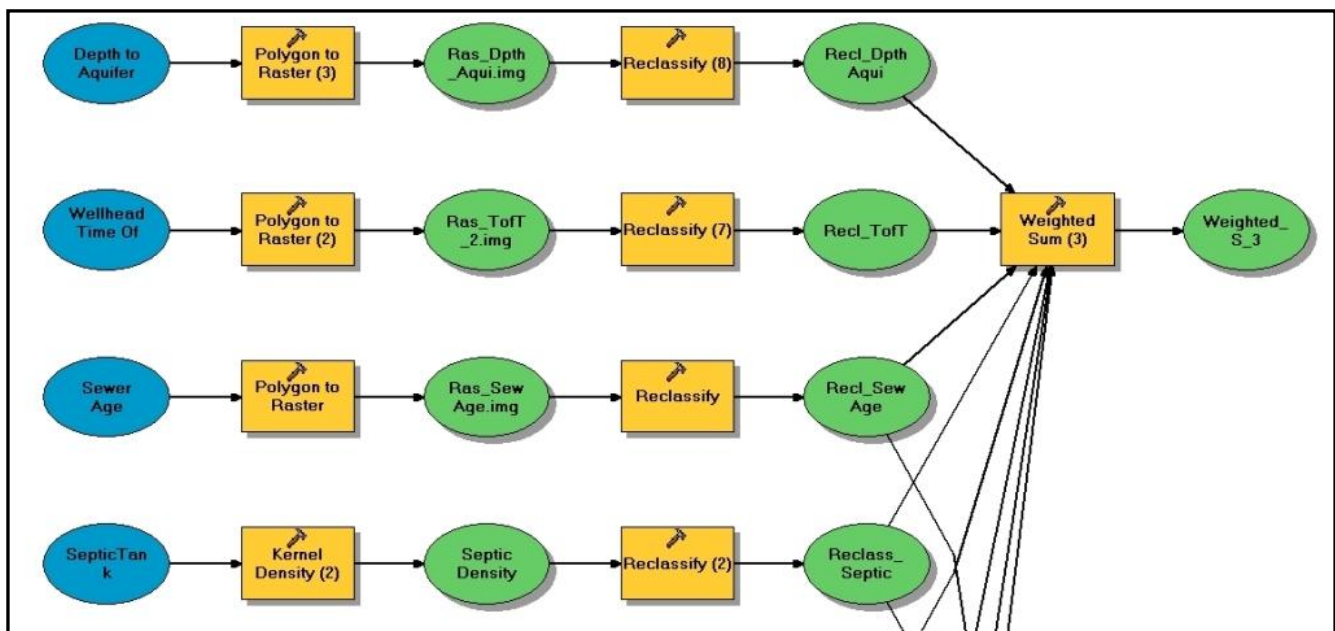 Depth to
Aquifer
Polygon to
Raster (3)
Ras_Dpth
_Aqui.img
Reclassify (8)
Recl_Dpth
Aqui
Wellhead
Time Of
Polygon to
Raster (2)
Ras_TofT
_2.img
Reclassify (7)
Recl_TofT
Weighted
Sum (3)
Weighted_
S_3
Sewer
Age
Polygon to
Raster
Ras_Sew
Age.img
Reclassify
Recl_Sew
Age
SepticTan
k
Kernel
Density (2)
Septic
Density
Reclassify (2)
Reclass_
Septic